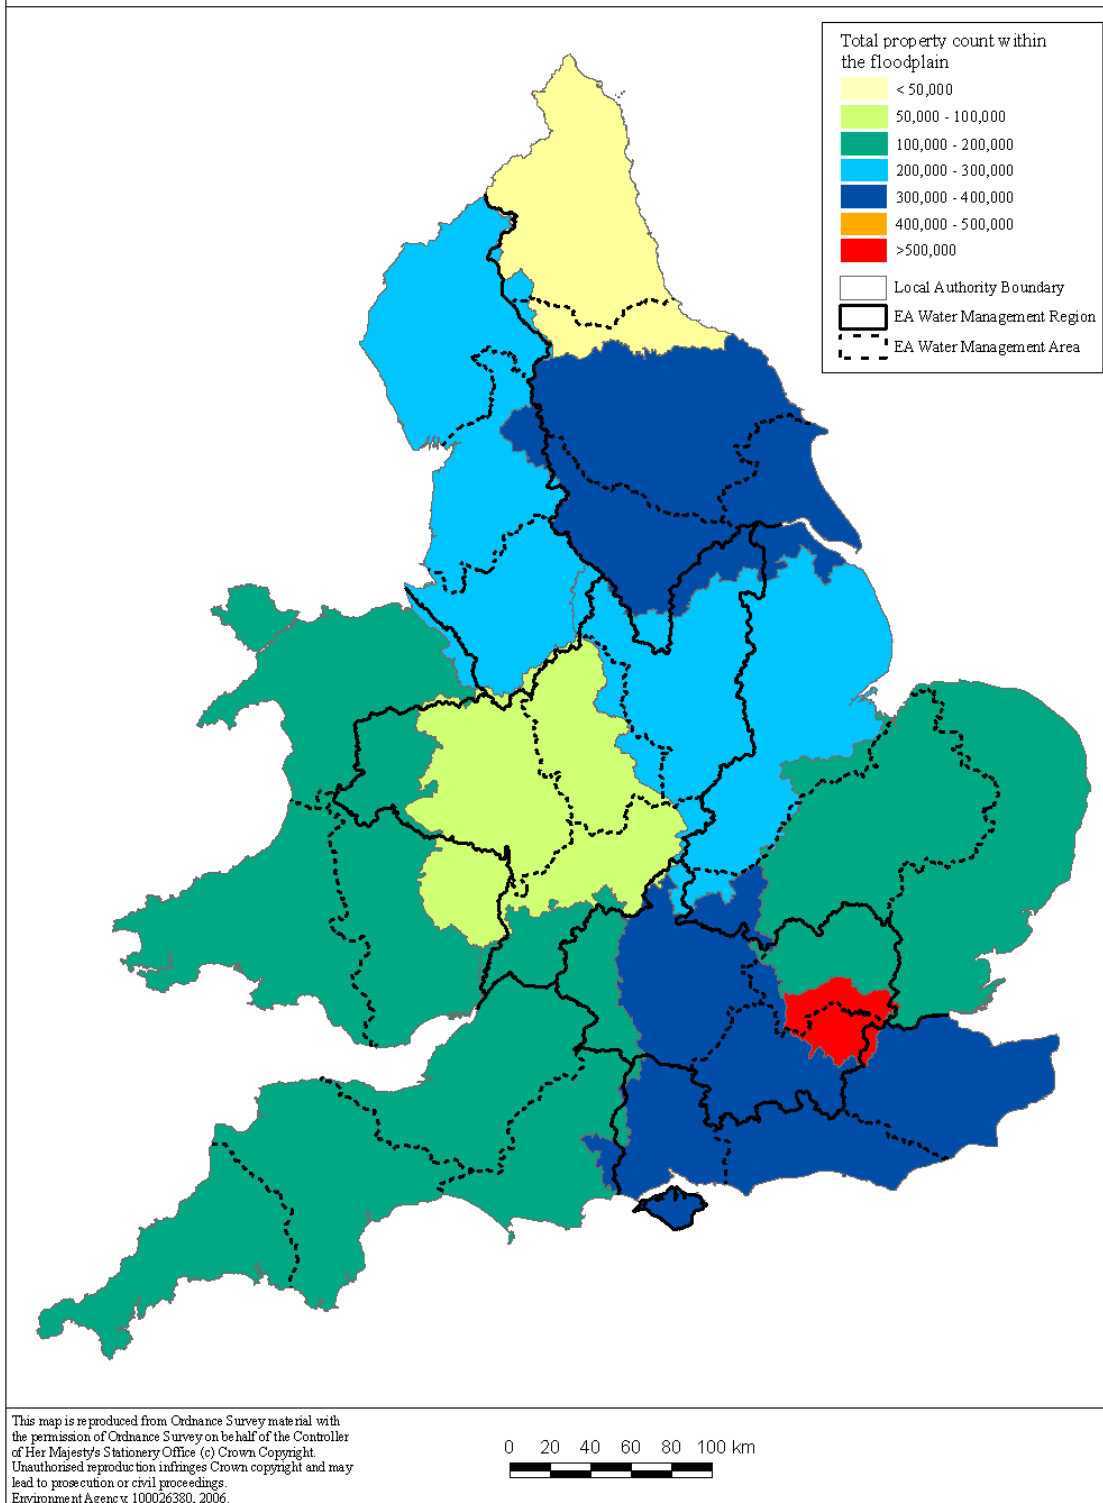 Total property count within
the floodplain
< 50,000
50,000 - 100,000
100,000 - 200,000
200,000 - 300,000
300,000 - 400,000
400,000 - 500,000
>500,000
Local Authority Boundary
EA Water Management Region
EA Water Management Area
This map is reproduced from Ordnance Survey material with
the permission of Ordnance Survey on behalf of the Controller
of Her Majesty's Stationery Office (c) Crown Copyright.
Unauthorised reproduction infringes Crown copyright and may
lead to prosecution or civil proceedings.
Environment Agency, 100026380, 2006.
0 20 40 60 80 100 km